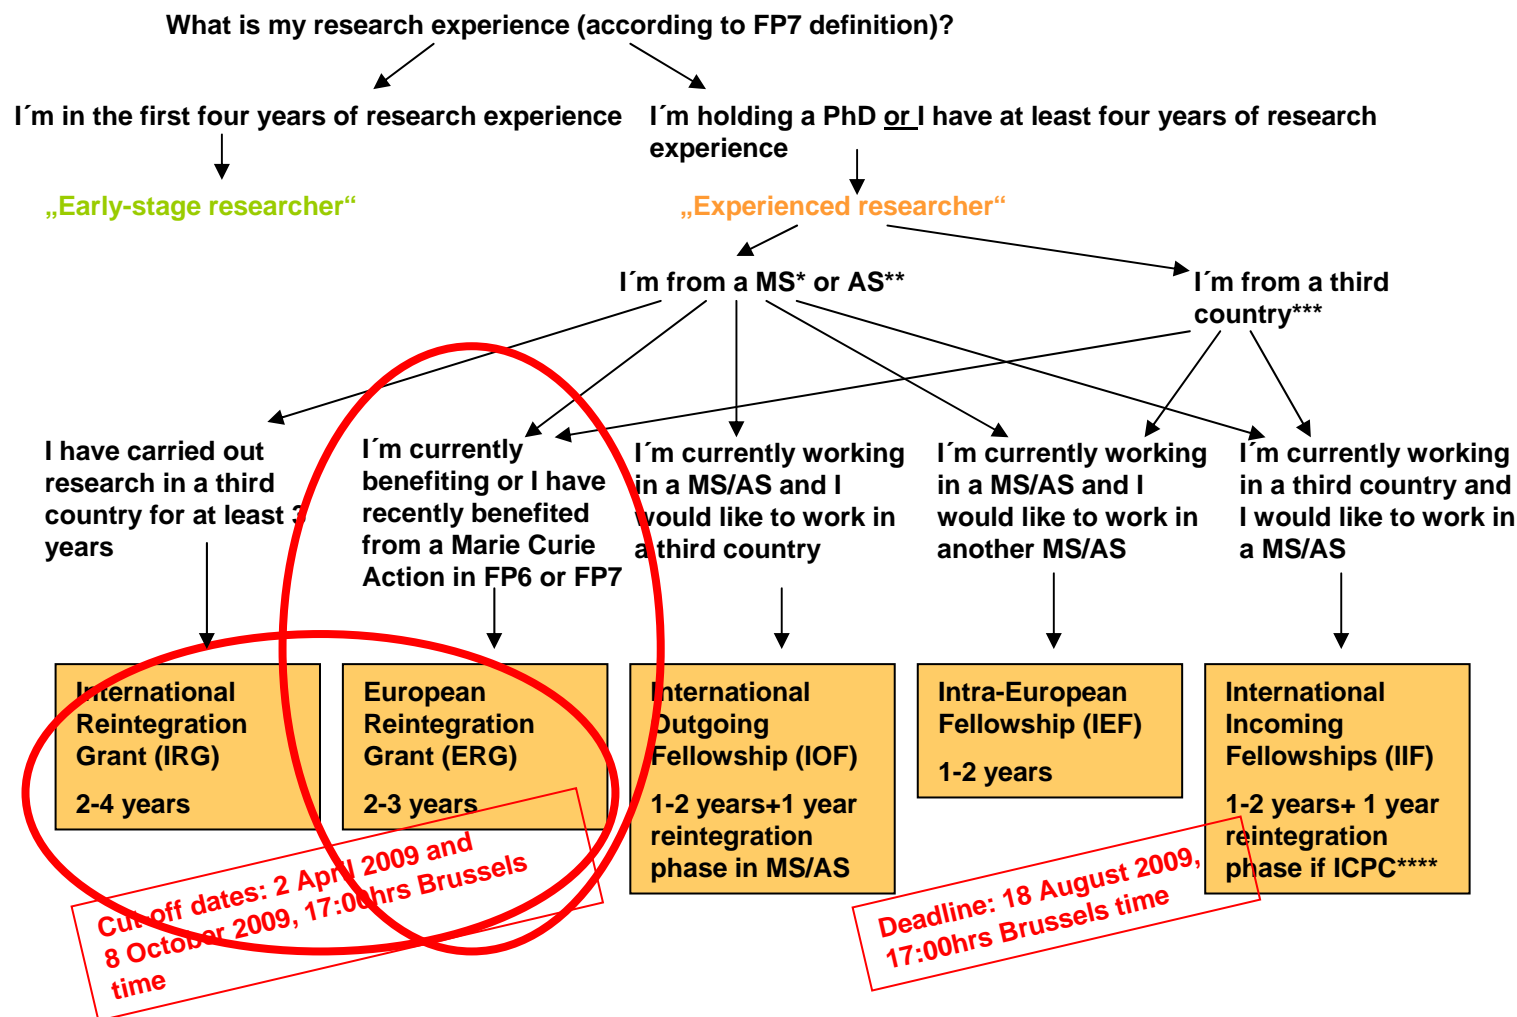 What is my research experience (according to FP7 definition)?
I´m in the first four years of research experience
I´m holding a PhD or I have at least four years of research
experience
„Early-stage researcher“
„Experienced researcher“
I´m from a MS* or AS**
I´m from a third
country***
I have carried out
research in a third
country for at least 3
years
I´m currently
benefiting or I have
recently benefited
from a Marie Curie
Action in FP6 or FP7
I´m currently working
in a MS/AS and I
would like to work in
a third country
I´m currently working
in a MS/AS and I
would like to work in
another MS/AS
I´m currently working
in a third country and
I would like to work in
a MS/AS
International
Reintegration
Grant (IRG)
2-4 years
European
Reintegration
Grant (ERG)
2-3 years
International
Outgoing
Fellowship (IOF)
1-2 years+1 year
reintegration
phase in MS/AS
Intra-European
Fellowship (IEF)
1-2 years
International
Incoming
Fellowships (IIF)
1-2 years+ 1 year
reintegration
phase if ICPC****
Cut-off dates: 2 April 2009 and
8 October 2009, 17:00hrs Brussels
time
Deadline: 18 August 2009,
17:00hrs Brussels time